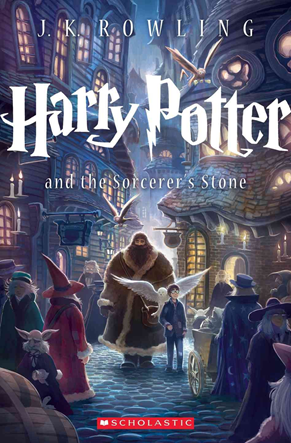 J. K. ROWLING
Harry Potter
and the Sorcerer's Stone
SCHOLASTIC